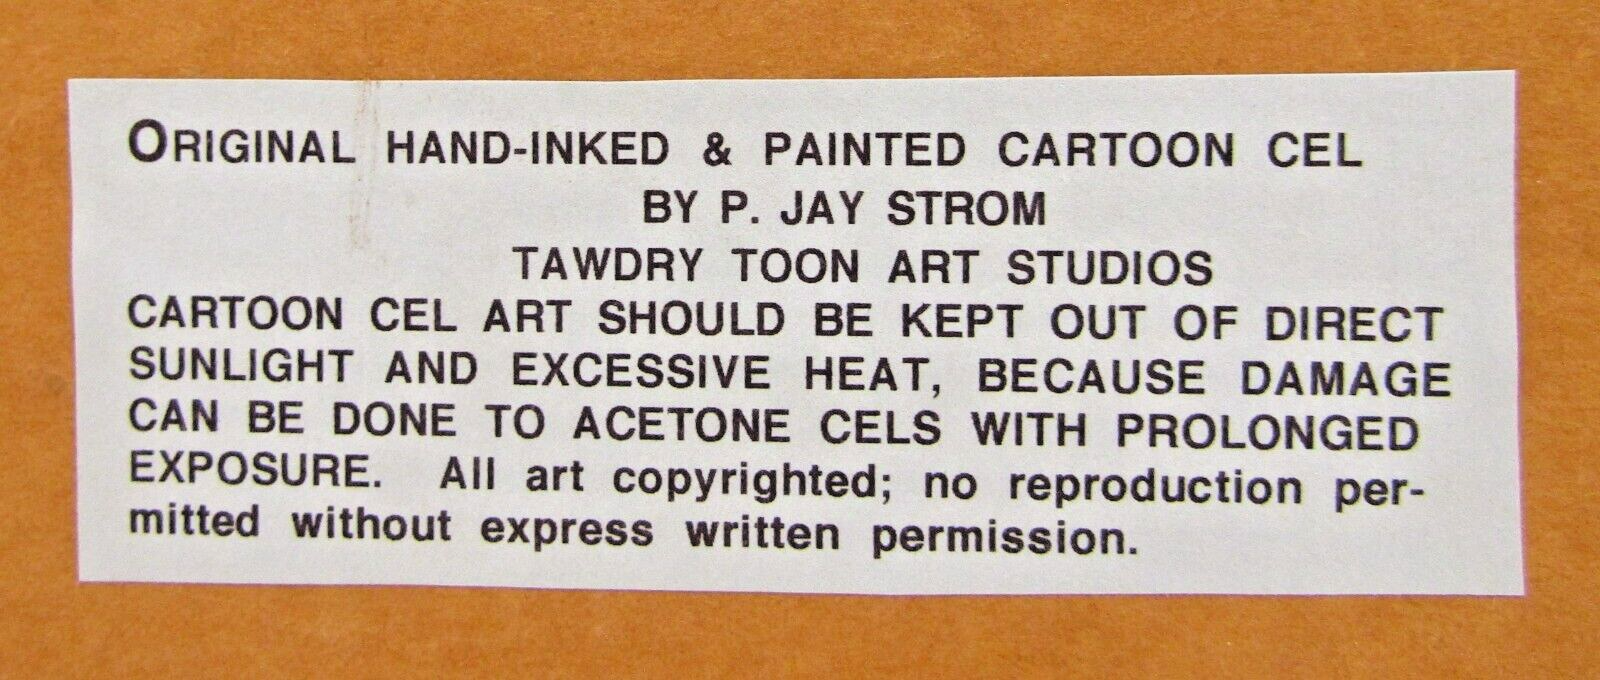 ORIGINAL HAND-INKED & PAINTED CARTOON CEL
BY P. JAY STROM
TAWDRY TOON ART STUDIOS
CARTOON CEL ART SHOULD BE KEPT OUT OF DIRECT
SUNLIGHT AND EXCESSIVE HEAT, BECAUSE DAMAGE
CAN BE DONE TO ACETONE CELS WITH PROLONGED
EXPOSURE. All art copyrighted; no reproduction per-
mitted without express written permission.